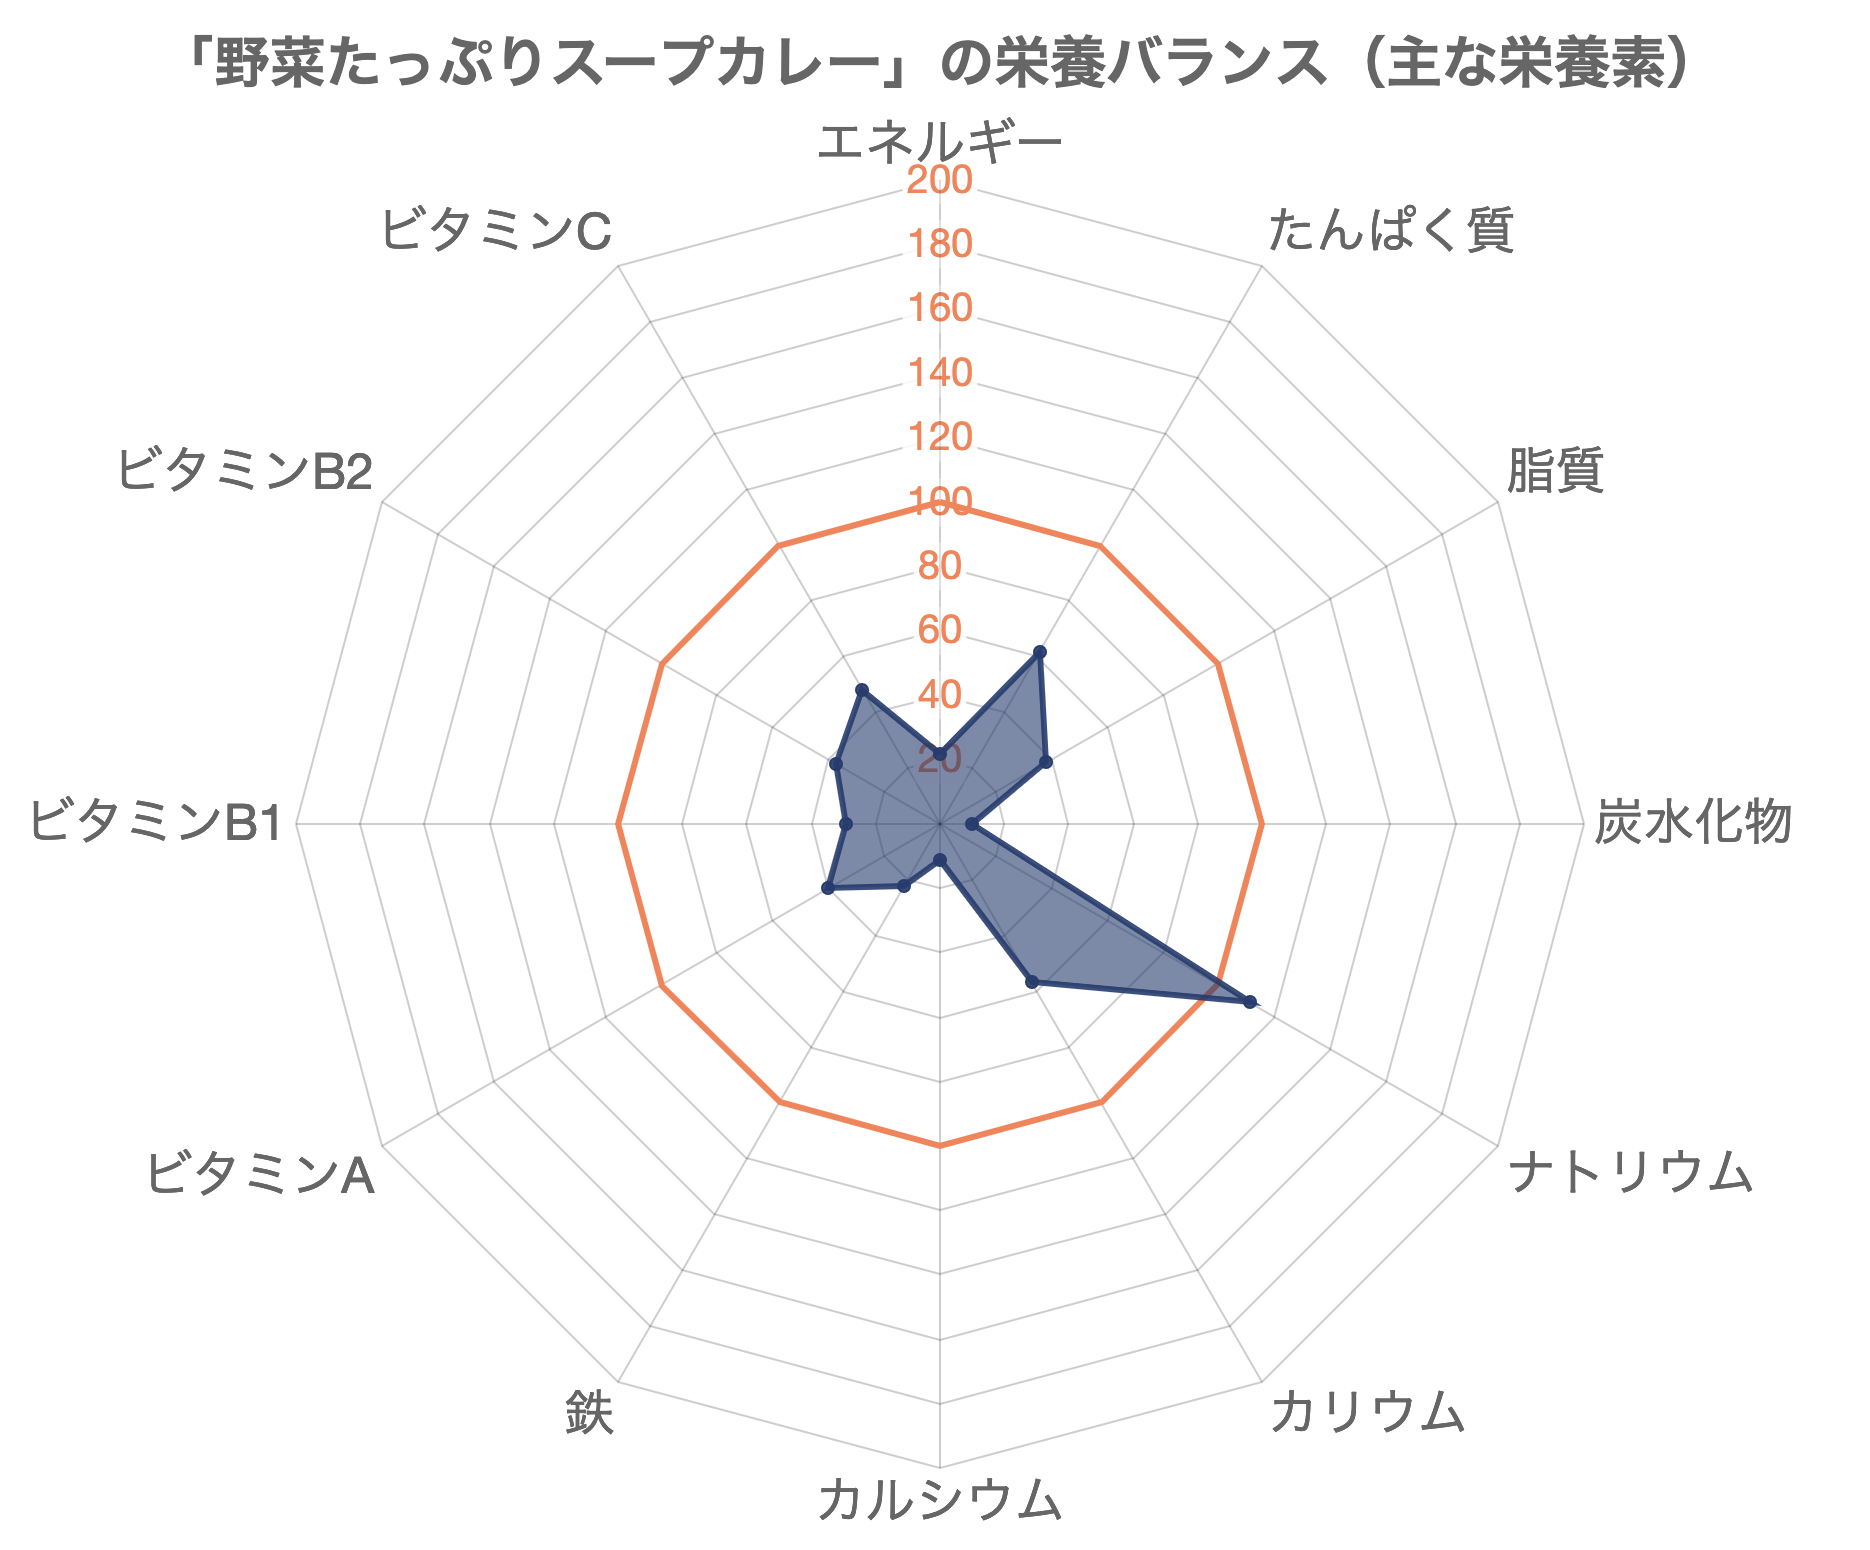 「野菜たっぷりスープカレー」の栄養バランス（主な栄養素）
エネルギー
たんぱく質
脂質
炭水化物
ナトリウム
カリウム
カルシウム
鉄
ビタミンA
ビタミンB1
ビタミンB2
ビタミンC
200
180
160
140
120
100
80
60
40
20